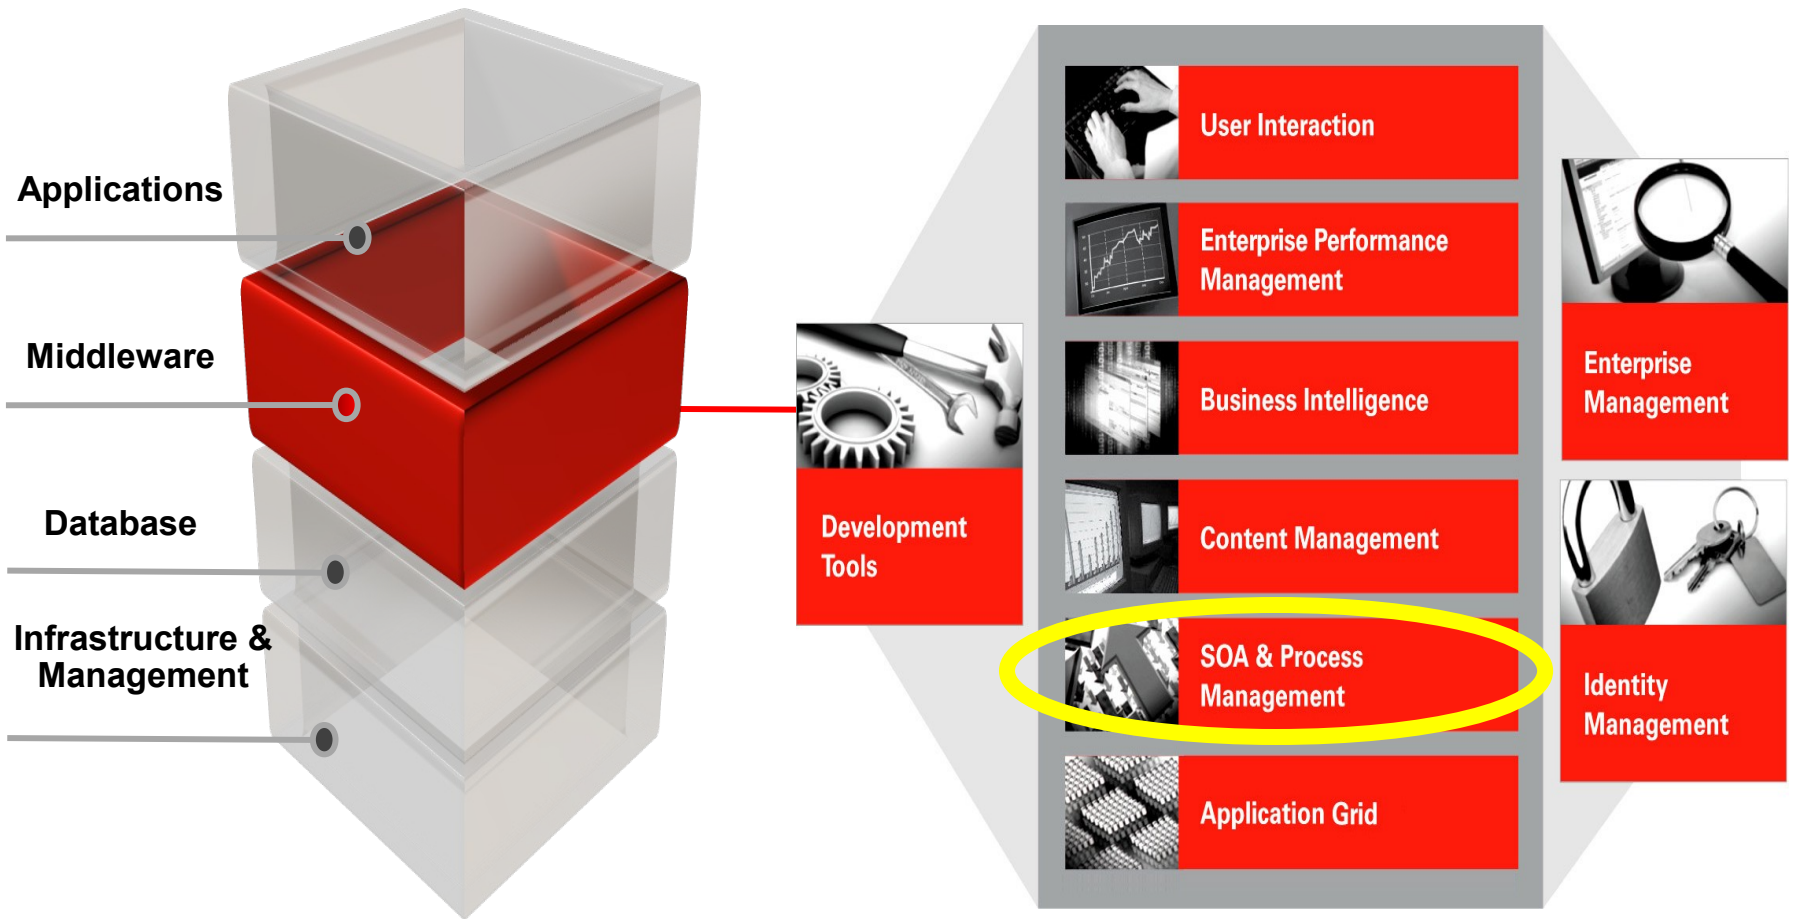 Applications
Middleware
Database
Infrastructure &
Management
Development
Tools
User Interaction
Enterprise Performance
Management
Business Intelligence
Content Management
SOA & Process
Management
Application Grid
Enterprise
Management
Identity
Management